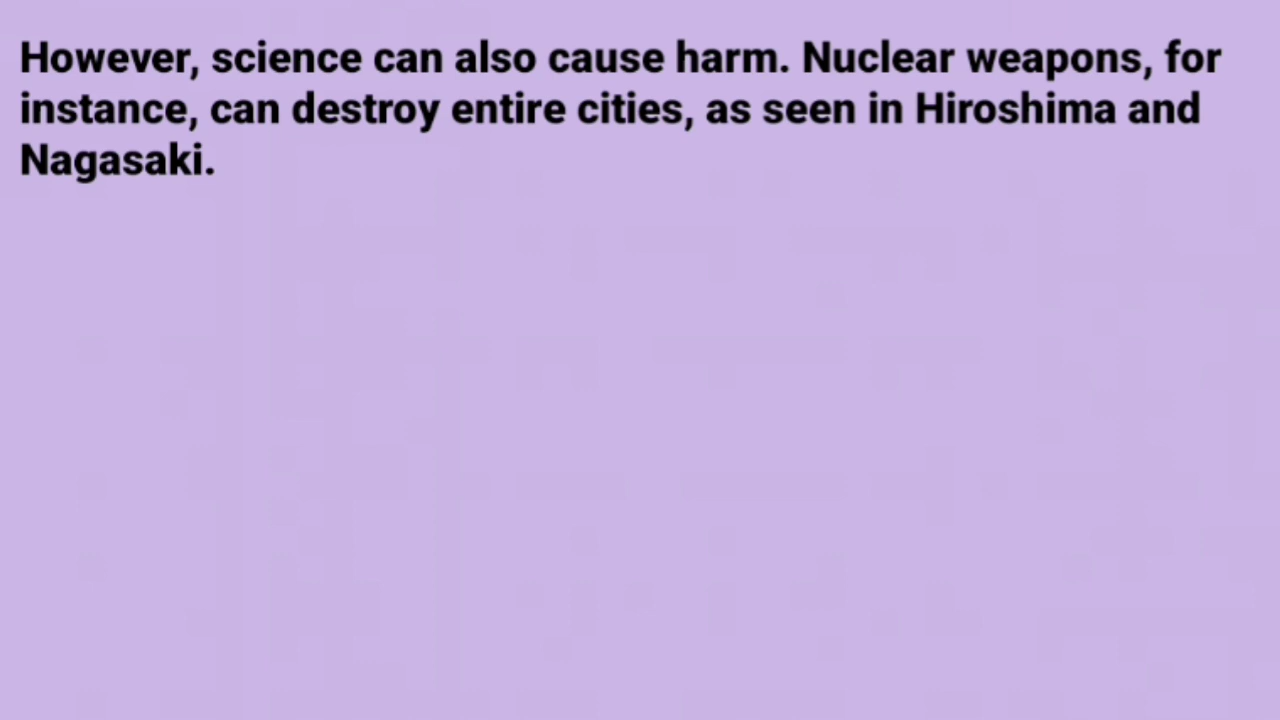 However, science can also cause harm. Nuclear weapons, for
instance, can destroy entire cities, as seen in Hiroshima and
Nagasaki.